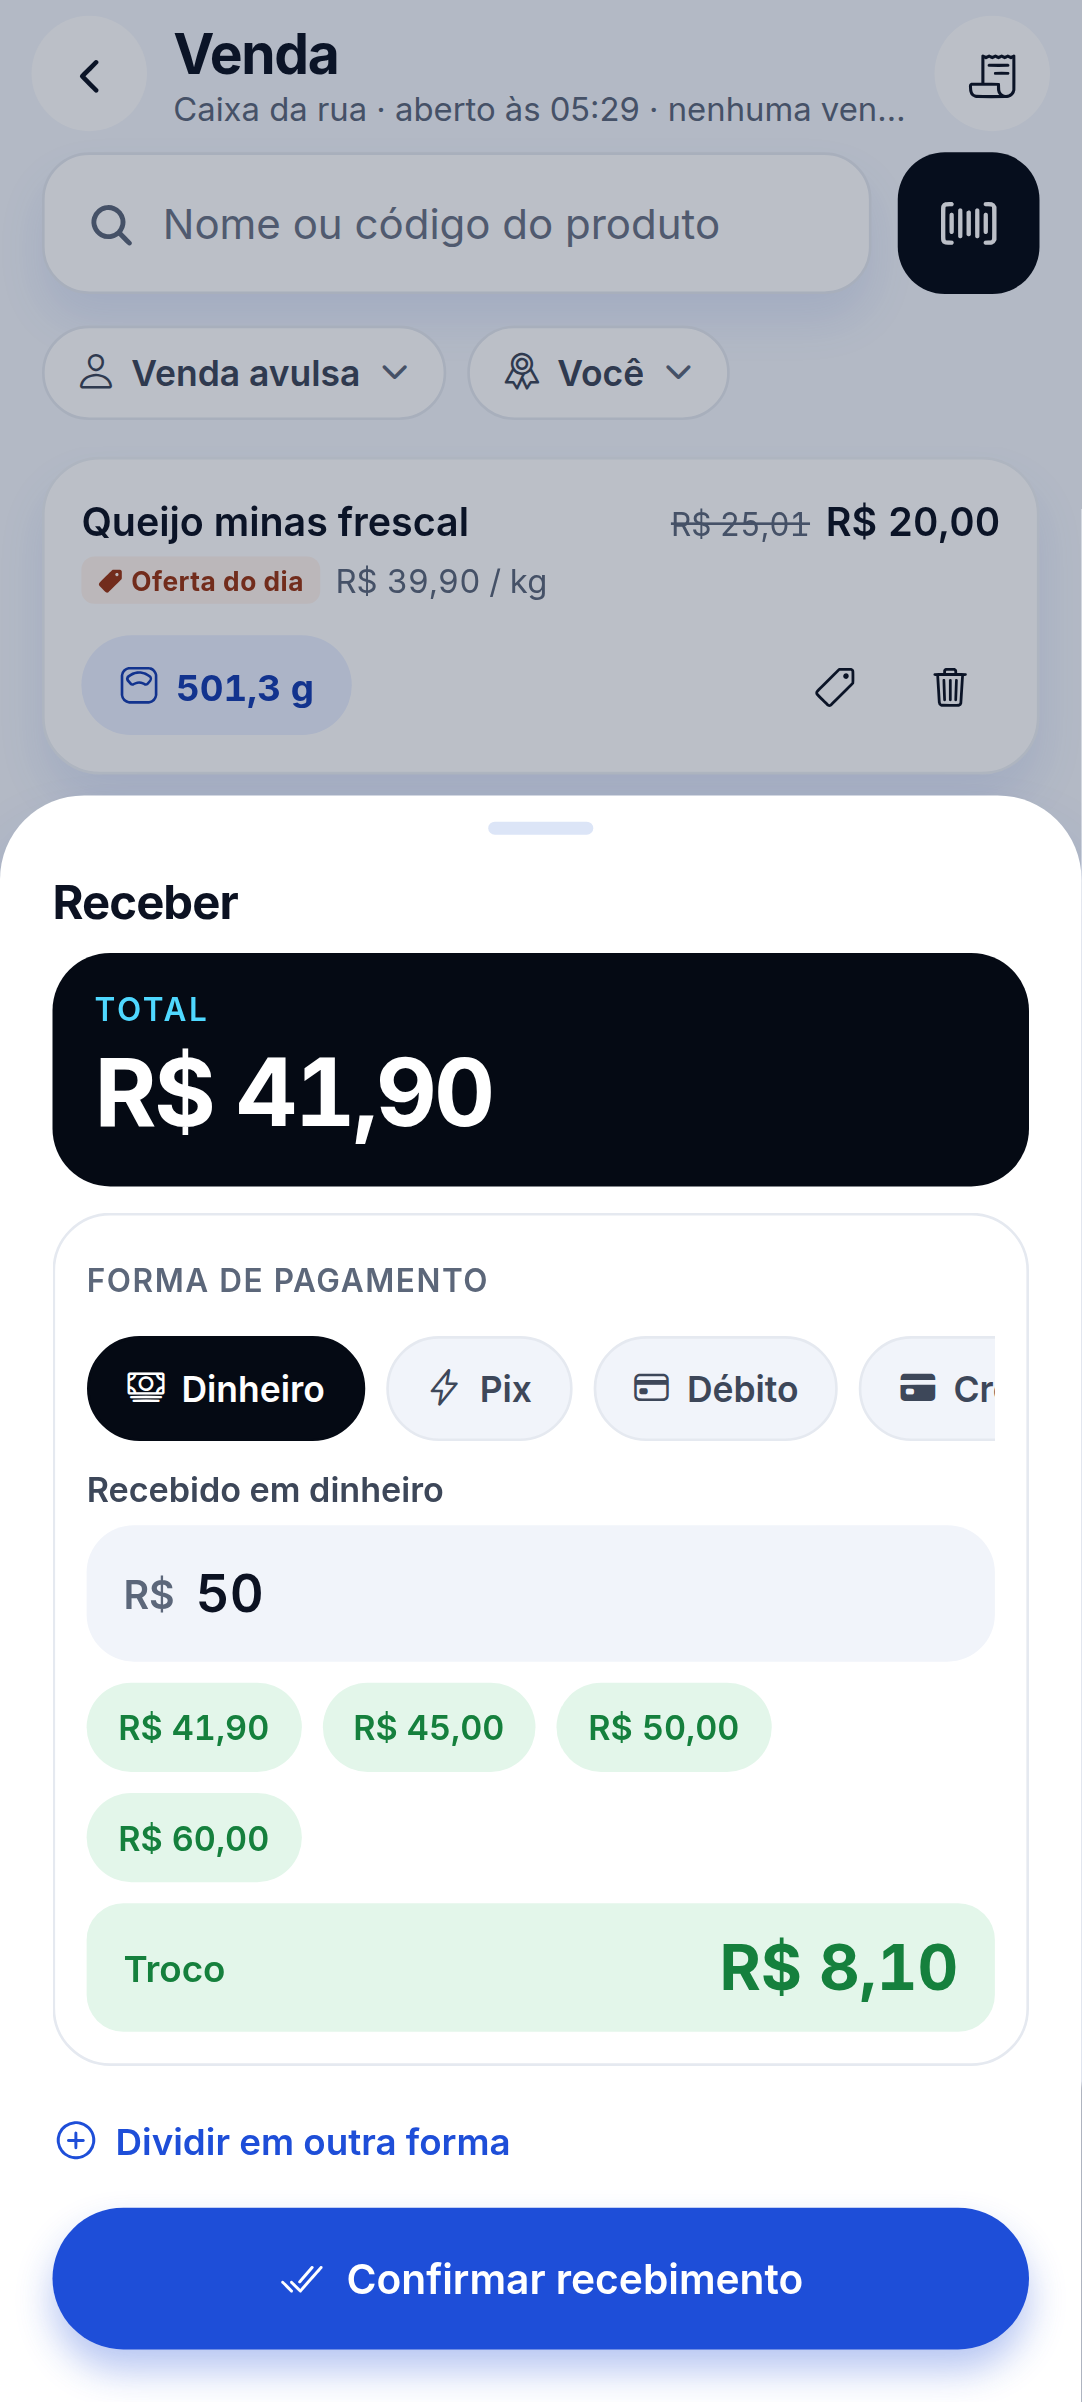 Venda
Caixa da rua · aberto às 05:29 · nenhuma ven...
Nome ou código do produto
Venda avulsa
Você
Queijo minas frescal
R$ 25,01 R$ 20,00
Oferta do dia R$ 39,90 / kg
501,3 g
Receber
TOTAL
R$ 41,90
FORMA DE PAGAMENTO
Dinheiro
Pix
Débito
Recebido em dinheiro
R$ 50
R$ 41,90
R$ 45,00
R$ 50,00
R$ 60,00
Troco
R$ 8,10
Dividir em outra forma
Confirmar recebimento